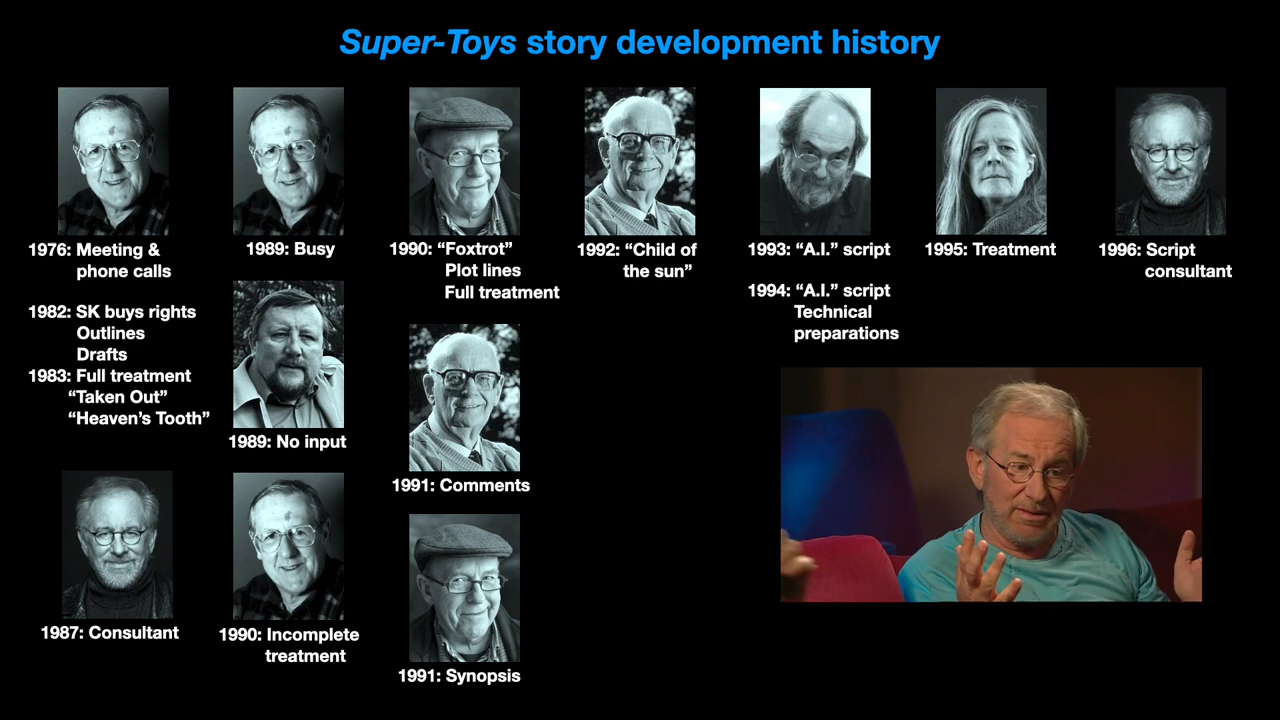 Super-Toys story development history
1976: Meeting &
phone calls
1982: SK buys rights
Outlines
Drafts
1983: Full treatment
“Taken Out”
“Heaven’s Tooth”
1987: Consultant
1989: Busy
1989: No input
1990: Incomplete
treatment
1990: “Foxtrot”
Plot lines
Full treatment
1991: Comments
1991: Synopsis
1992: “Child of
the sun”
1993: “A.I.” script
1994: “A.I.” script
Technical
preparations
1995: Treatment
1996: Script
consultant